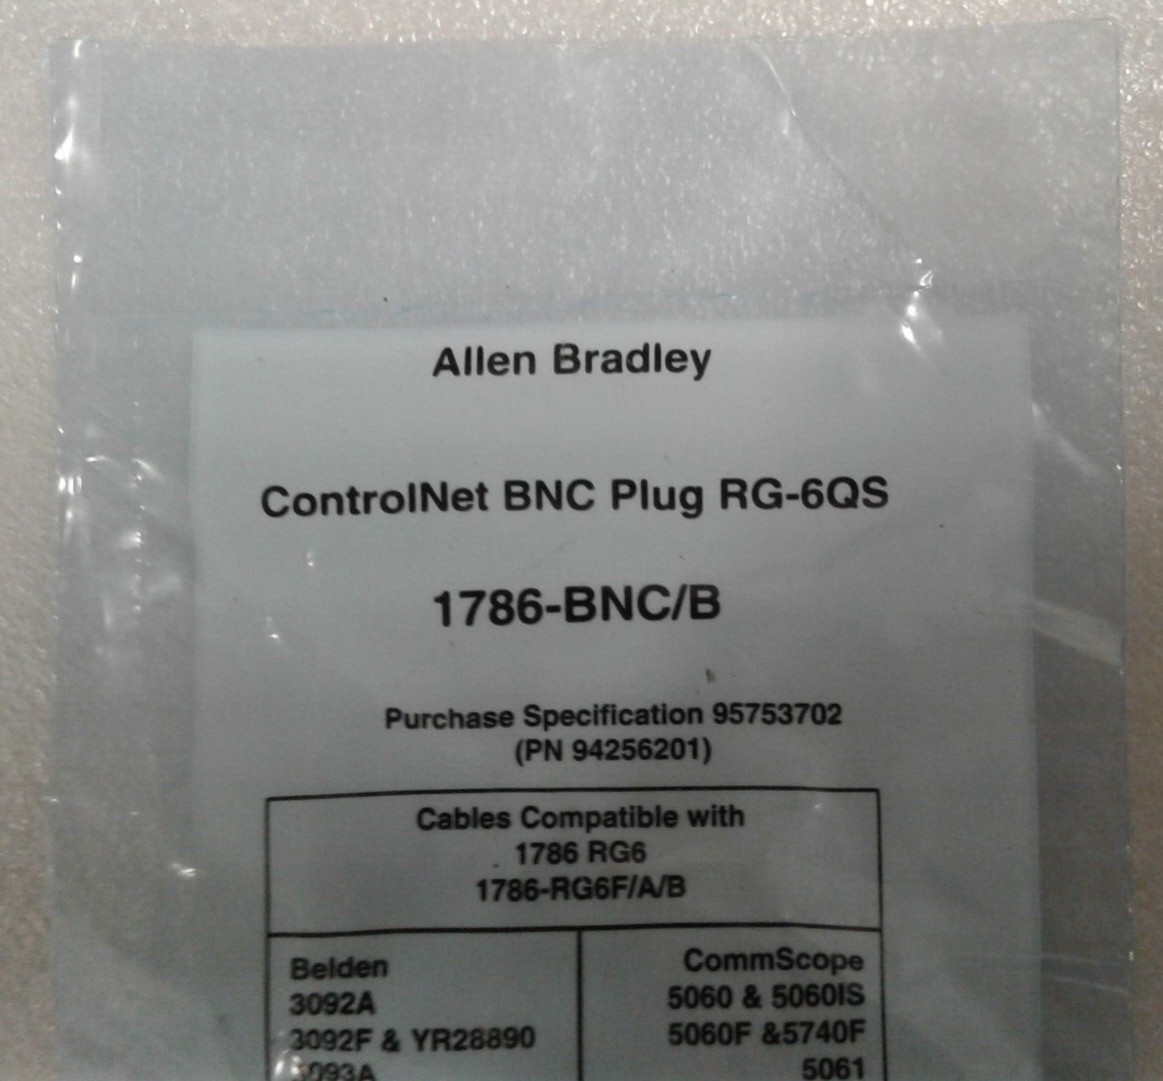 Allen Bradley
ControlNet BNC Plug RG-6QS
1786-BNC/B
Purchase Specification 95753702
(PN 94256201)
Cables Compatible with
1786 RG6
1786-RG6F/A/B
Belden
3092A
3092F & YR28890
3093A
CommScope
5060 & 5060IS
5060F &5740F
5061